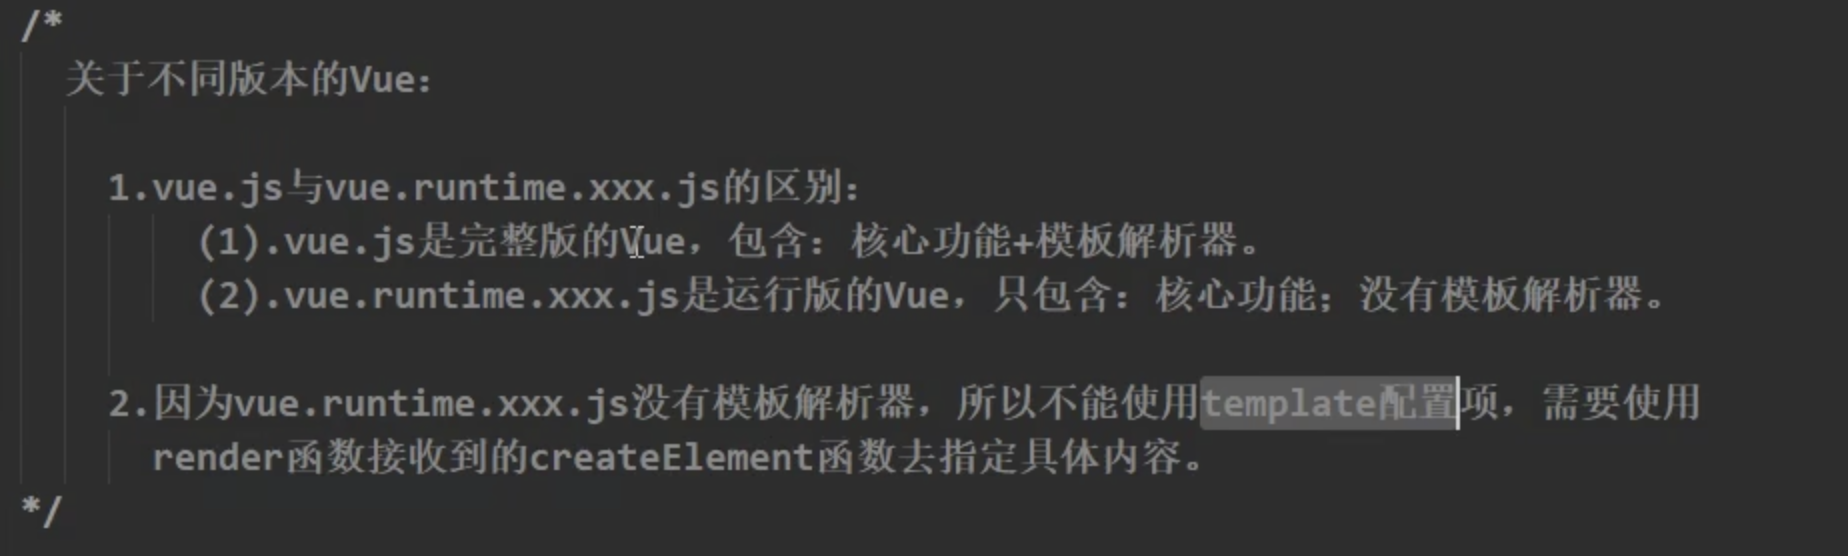 /*
关于不同版本的Vue：
1.vue.js与vue.runtime.xxx.js的区别：
(1).vue.js是完整版的Vue，包含：核心功能+模板解析器。
(2).vue.runtime.xxx.js是运行版的Vue，只包含：核心功能；没有模板解析器。
2.因为vue.runtime.xxx.js没有模板解析器，所以不能使用template配置项，需要使用
render函数接收到的createElement函数去指定具体内容。
*/